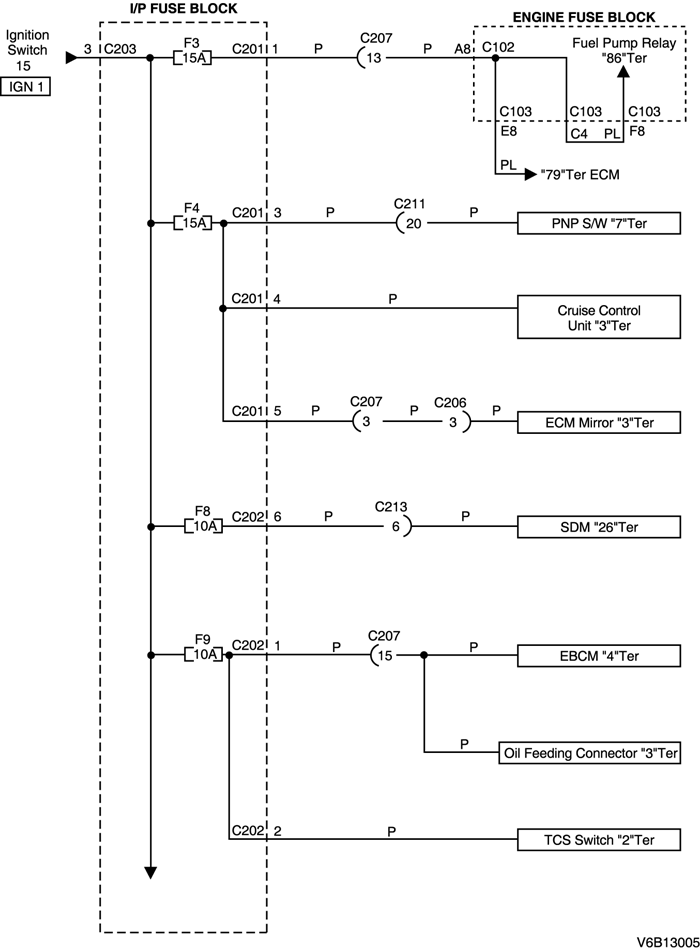 I/P FUSE BLOCK
ENGINE FUSE BLOCK
Ignition
Switch
15
IGN 1
3 C203 F3 15A C201 1 P C207 13 P A8 C102
Fuel Pump Relay
"86"Ter
C103 C103 C103
E8 C4 PL F8
PL "79"Ter ECM
F4 15A C201 3 P C211 20 P PNP S/W "7"Ter
C201 4 P Cruise Control
Unit "3"Ter
C201 5 P C207 3 P C206 3 P ECM Mirror "3"Ter
F8 10A C202 6 P C213 6 P SDM "26"Ter
F9 10A C202 1 P C207 15 P EBCM "4"Ter
P Oil Feeding Connector "3"Ter
C202 2 P TCS Switch "2"Ter
V6B13005